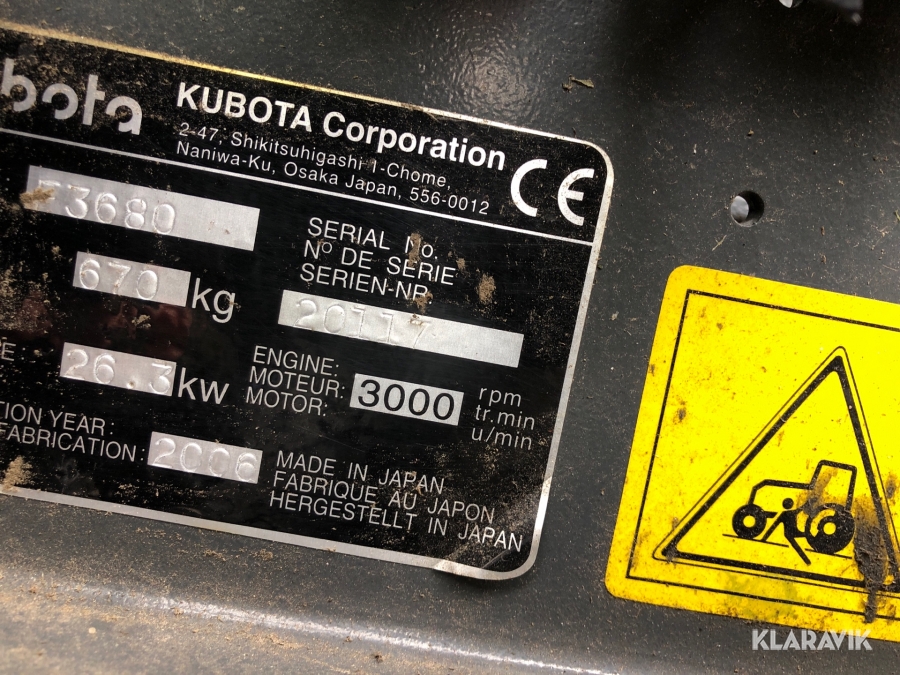 bota
KUBOTA Corporation
2-47, Shikitsuhigashi 1-Chome,
Naniwa-Ku, Osaka Japan, 556-0012
CE
F3680
SERIAL No.
N° DE SERIE
SERIEN-NR
20117
670 kg
E: 26.3 kw
ENGINE:
MOTEUR:
MOTOR:
3000
rpm
tr.min
u/min
TION YEAR:
FABRICATION: 2006
MADE IN JAPAN
FABRIQUE AU JAPON
HERGESTELLT IN JAPAN
KLARAVIK